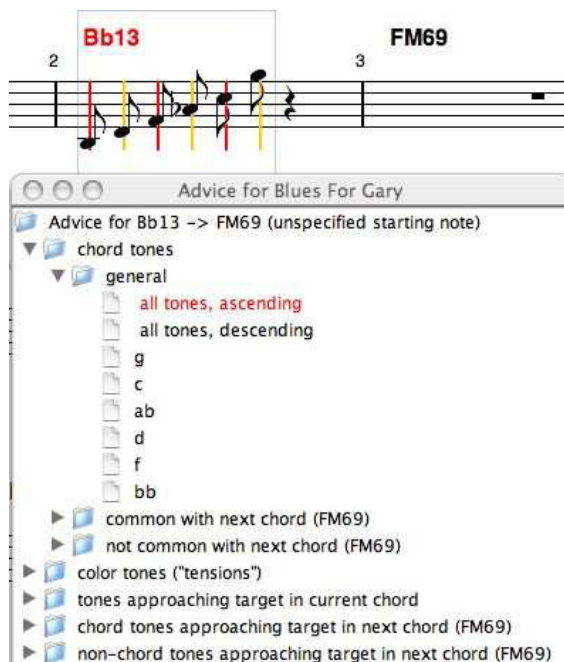 Bb13 FM69
2 3
Advice for Blues For Gary
Advice for Bb13 -> FM69 (unspecified starting note)
chord tones
general
all tones, ascending
all tones, descending
g
c
ab
d
f
bb
common with next chord (FM69)
not common with next chord (FM69)
color tones ("tensions")
tones approaching target in current chord
chord tones approaching target in next chord (FM69)
non-chord tones approaching target in next chord (FM69)